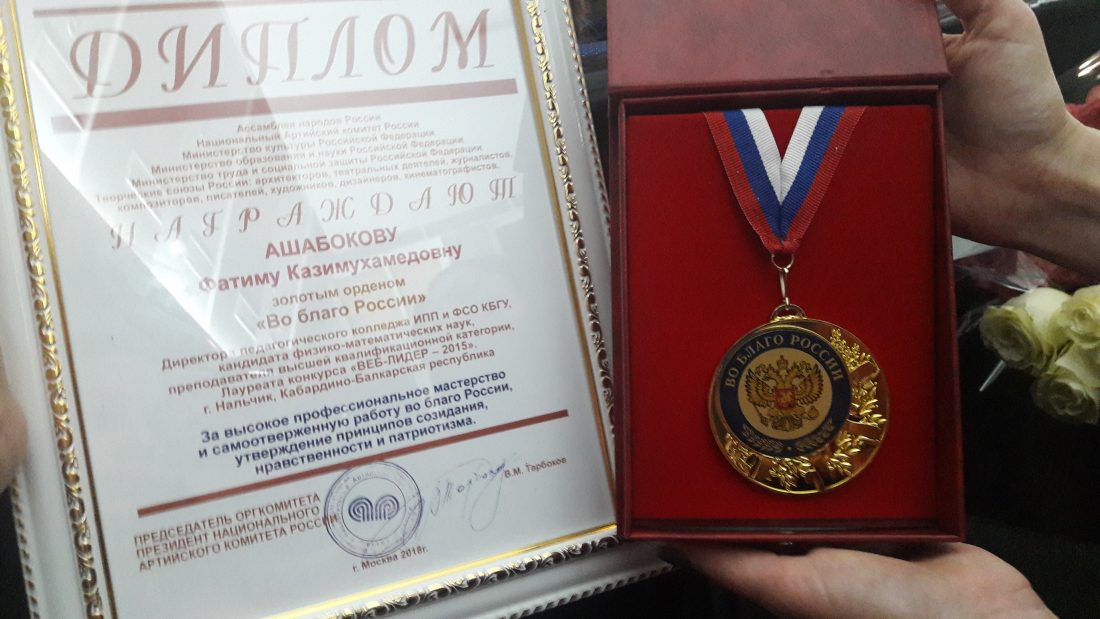 ДИПЛОМ
Ассамблея народов России
Национальный Артийский комитет России
Министерство культуры Российской Федерации
Министерство образования и науки Российской Федерации
Министерство труда и социальной защиты Российской Федерации
Творческие союзы России: архитекторов, театральных деятелей, журналистов,
композиторов, писателей, художников, дизайнеров, кинематографистов.
НАГРАЖДАЮТ
АШАБОКОВУ
Фатиму Казимухамедовну
золотым орденом
«Во благо России»
Директора педагогического колледжа ИПП и ФСО КБГУ,
кандидата физико-математических наук,
преподавателя высшей квалификационной категории,
Лауреата конкурса «ВЕБ-ЛИДЕР – 2015».
г. Нальчик, Кабардино-Балкарская республика
За высокое профессиональное мастерство
и самоотверженную работу во благо России,
утверждение принципов созидания,
нравственности и патриотизма.
ПРЕДСЕДАТЕЛЬ ОРГКОМИТЕТА
ПРЕЗИДЕНТ НАЦИОНАЛЬНОГО
АРТИЙСКОГО КОМИТЕТА РОССИИ
В.М. Тарбоков
г. Москва 2018г.
ВО БЛАГО РОССИИ